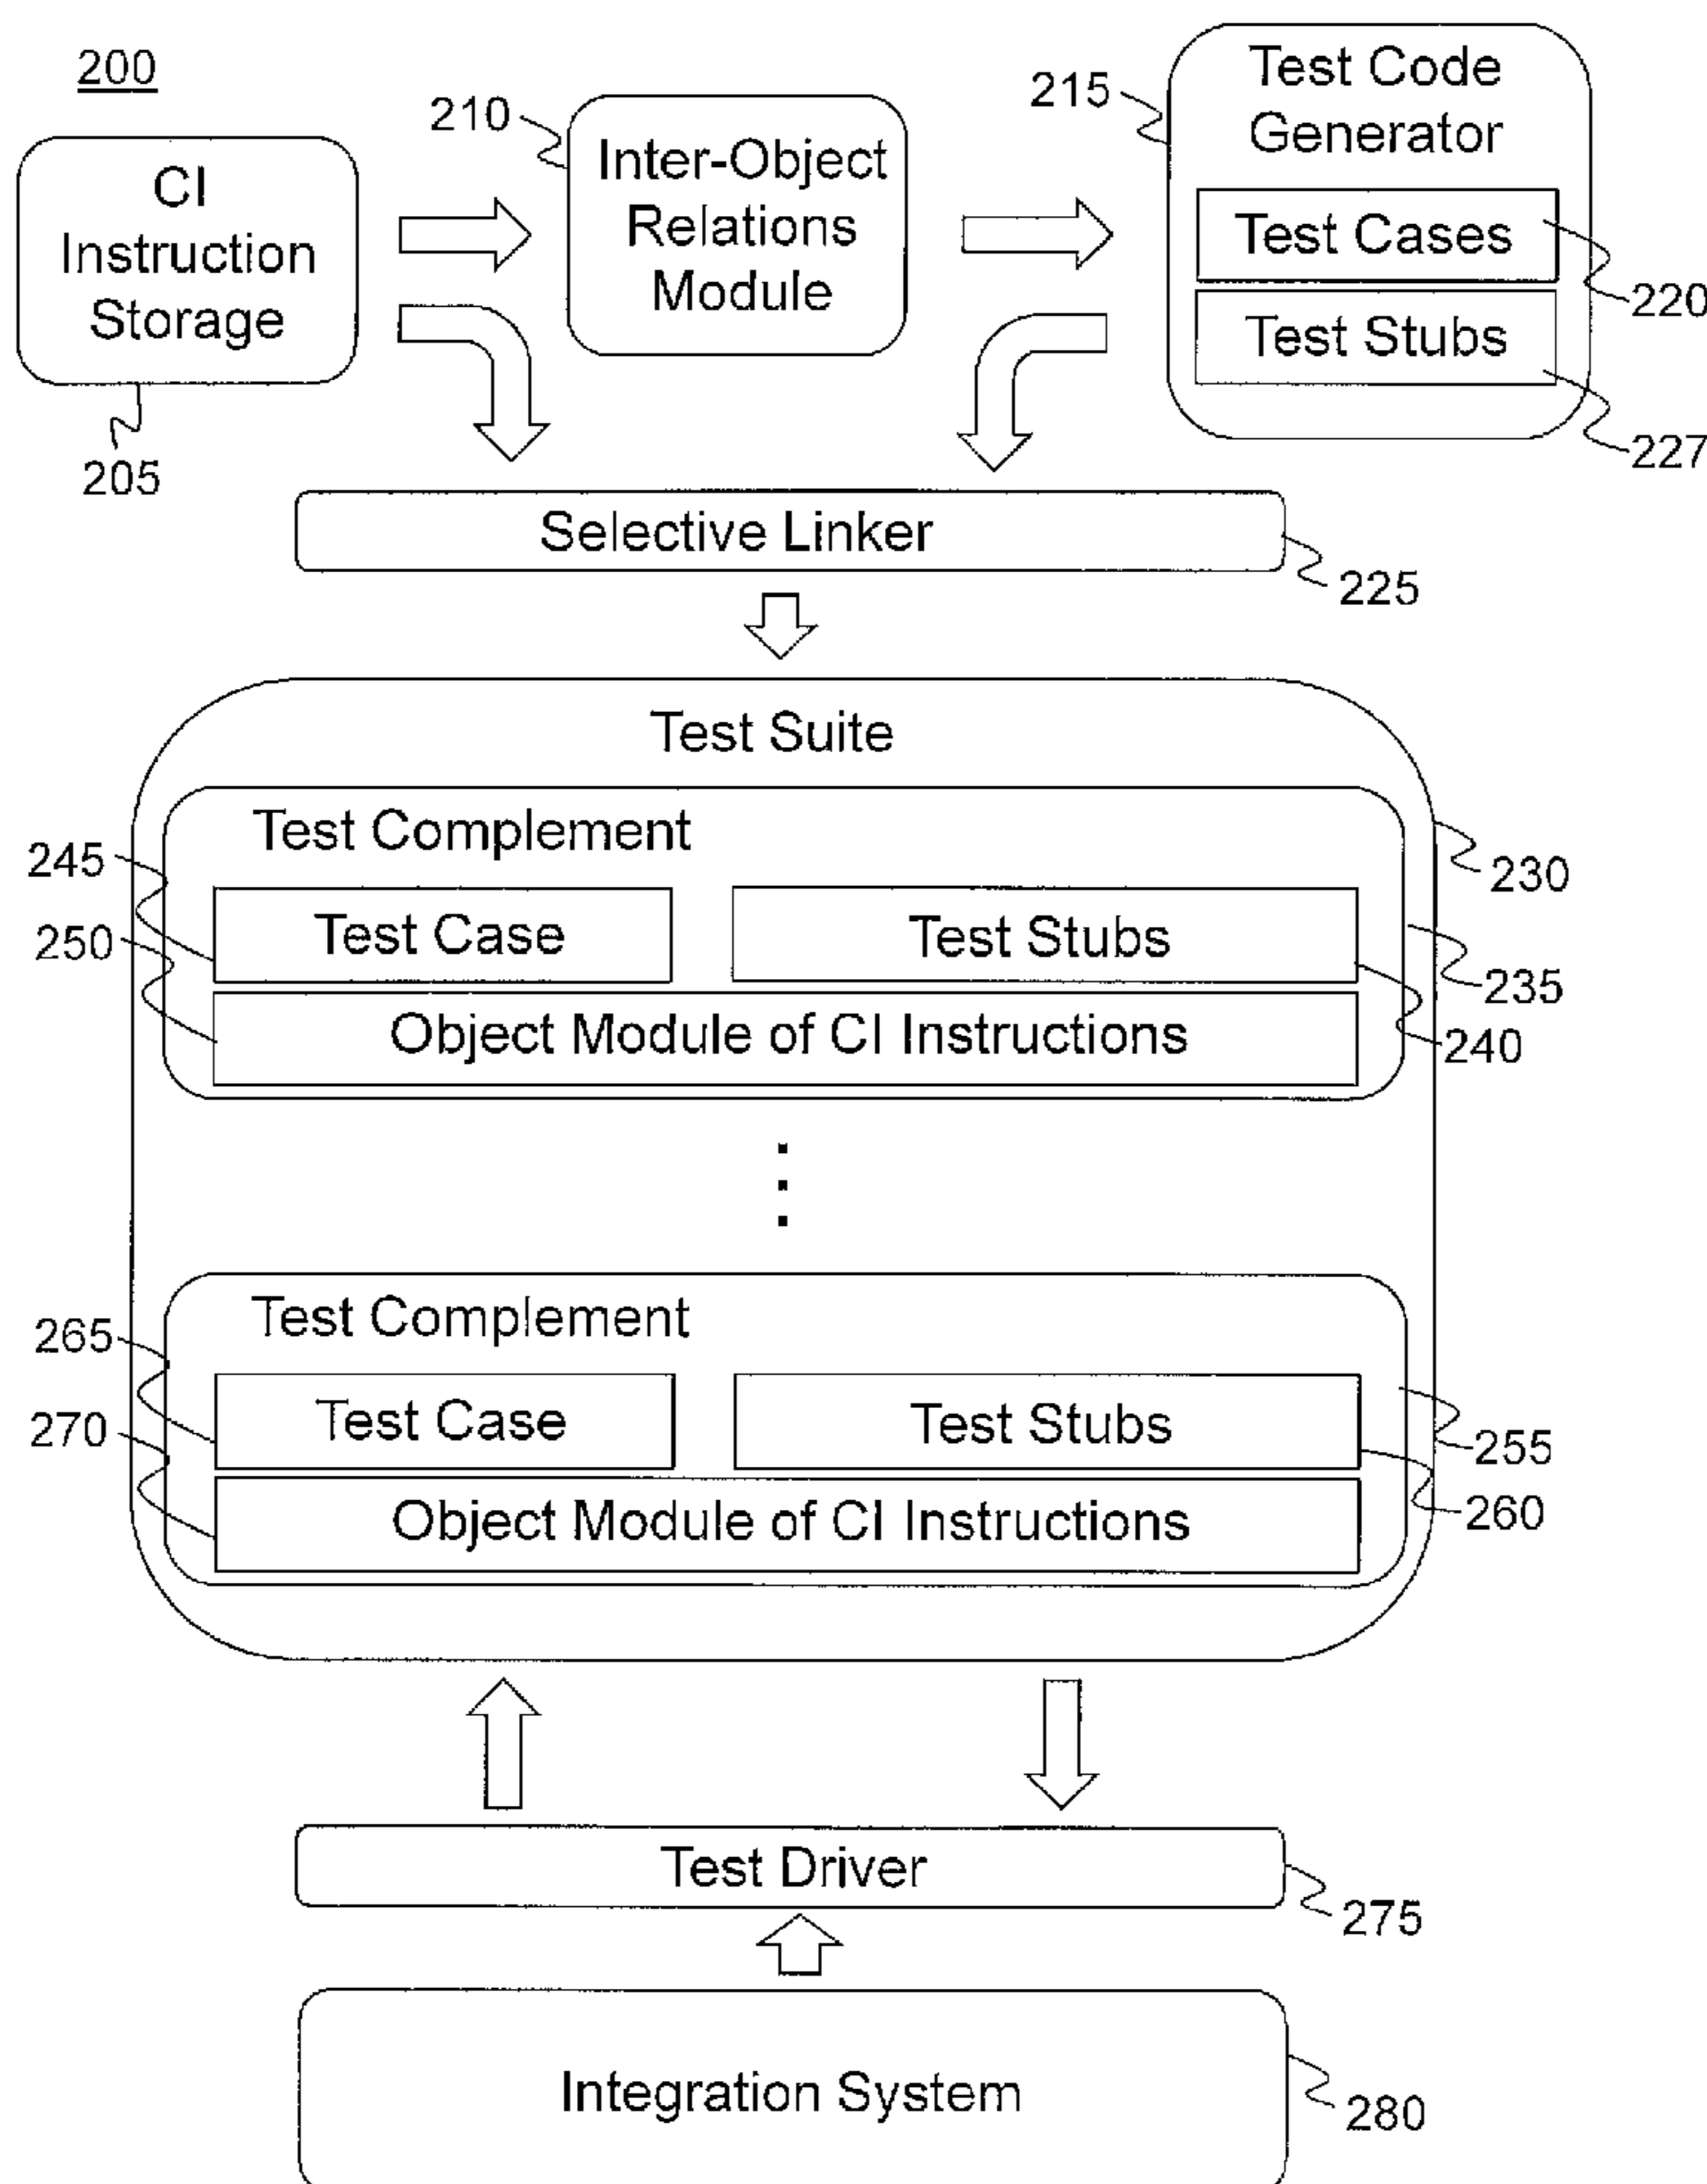 200
CI
Instruction
Storage
205
210
Inter-Object
Relations
Module
215
Test Code
Generator
Test Cases
Test Stubs
220
227
Selective Linker
225
Test Suite
230
Test Complement
235
245
Test Case
Test Stubs
240
250
Object Module of CI Instructions
Test Complement
255
265
Test Case
Test Stubs
260
270
Object Module of CI Instructions
Test Driver
275
Integration System
280